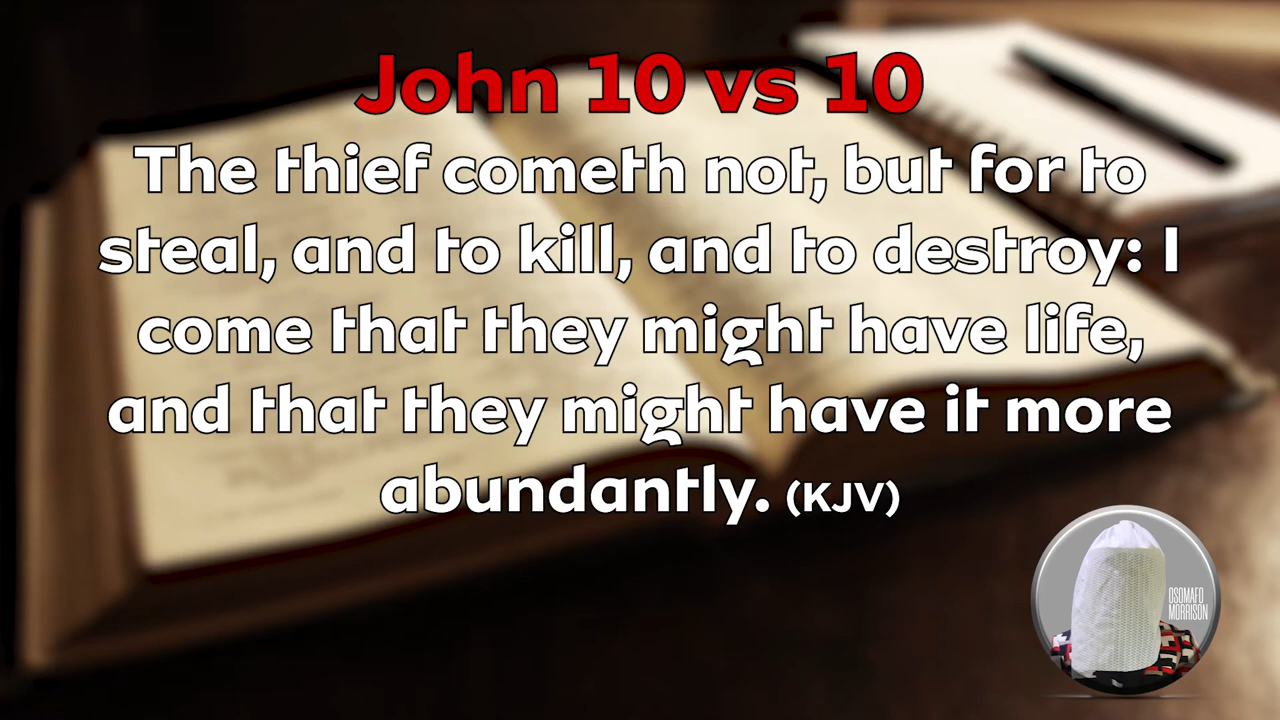 John 10 vs 10
The thief cometh not, but for to
steal, and to kill, and to destroy: I
come that they might have life,
and that they might have it more
abundantly. (KJV)
OSOMAFO
MORRISON